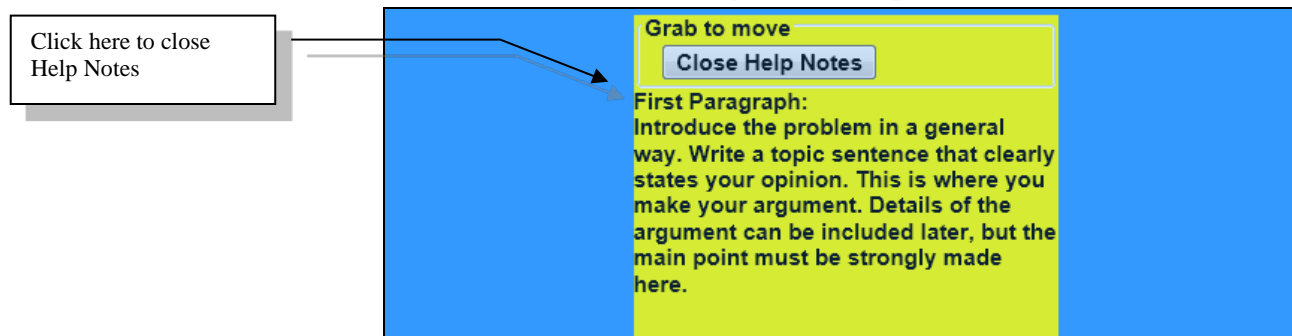 Click here to close
Help Notes
Grab to move
Close Help Notes
First Paragraph:
Introduce the problem in a general
way. Write a topic sentence that clearly
states your opinion. This is where you
make your argument. Details of the
argument can be included later, but the
main point must be strongly made
here.